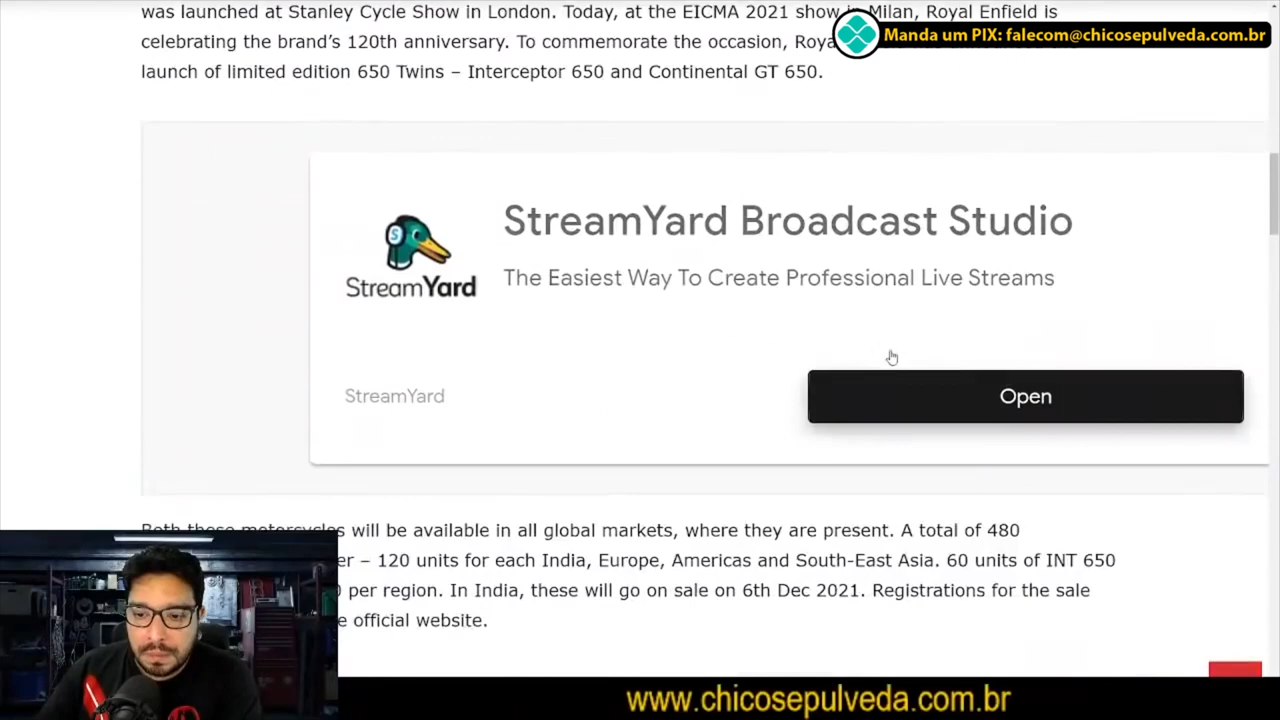 was launched at Stanley Cycle Show in London. Today, at the EICMA 2021 show in Milan, Royal Enfield is
Manda um PIX: falecom@chicosepulveda.com.br
celebrating the brand's 120th anniversary. To commemorate the occasion,
launch of limited edition 650 Twins – Interceptor 650 and Continental GT 650.
StreamYard Broadcast Studio
The Easiest Way To Create Professional Live Streams
S
StreamYard
StreamYard
Open
Both these motorcycles will be available in all global markets, where they are present. A total of 480
– 120 units for each India, Europe, Americas and South-East Asia. 60 units of INT 650
per region. In India, these will go on sale on 6th Dec 2021. Registrations for the sale
official website.
www.chicosepulveda.com.br